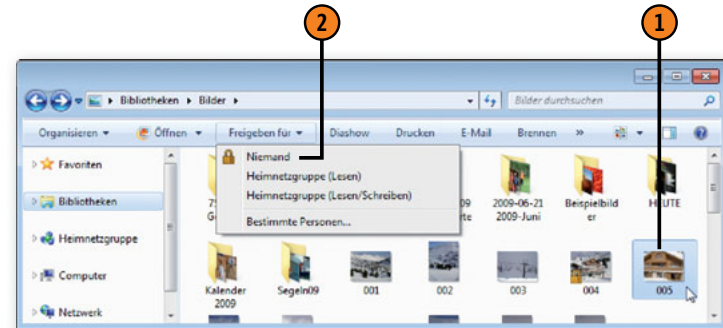 2
1
Bibliotheken
Bilder
Bilder durchsuchen
Organisieren
Öffnen
Freigeben für
Diashow
Drucken
E-Mail
Brennen
»
Favoriten
Bibliotheken
Heimnetzgruppe
Computer
Netzwerk
Niemand
Heimnetzgruppe (Lesen)
Heimnetzgruppe (Lesen/Schreiben)
Bestimmte Personen...
2009-06-21
2009-Juni
Beispielbild
er
HEUTE
Kalender
2009
Segeln09
001
002
003
004
005